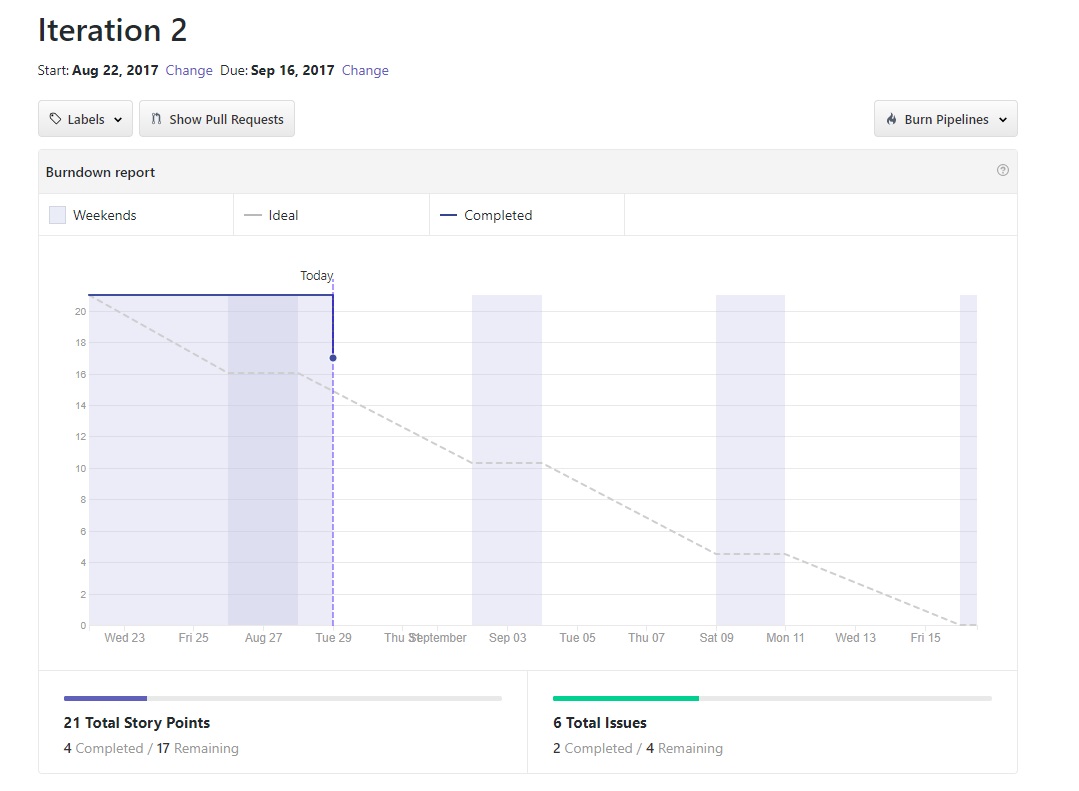 Iteration 2
Start: Aug 22, 2017 Change Due: Sep 16, 2017 Change
Labels Show Pull Requests Burn Pipelines
Burndown report
Weekends Ideal Completed
Today
20
18
16
14
12
10
8
6
4
2
0
Wed 23 Fri 25 Aug 27 Tue 29 Thu 31 September Sep 03 Tue 05 Thu 07 Sat 09 Mon 11 Wed 13 Fri 15
21 Total Story Points
4 Completed / 17 Remaining
6 Total Issues
2 Completed / 4 Remaining